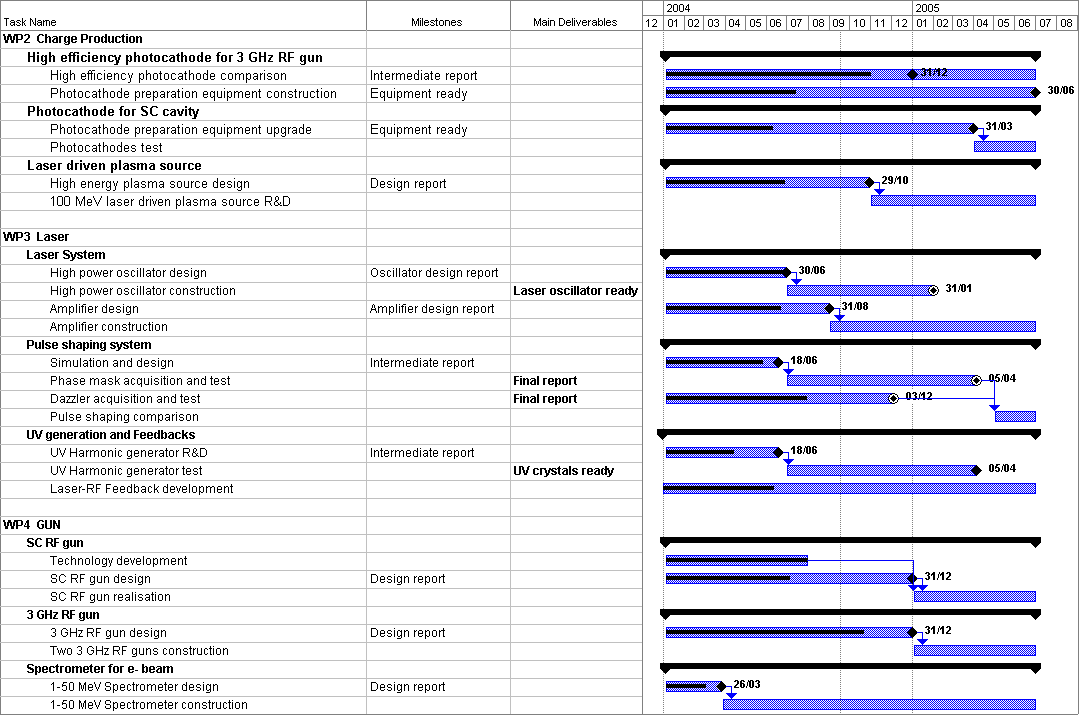 2004 2005
Task Name Milestones Main Deliverables 12 01 02 03 04 05 06 07 08 09 10 11 12 01 02 03 04 05 06 07 08
WP2 Charge Production
High efficiency photocathode for 3 GHz RF gun
High efficiency photocathode comparison Intermediate report 31/12
Photocathode preparation equipment construction Equipment ready 30/06
Photocathode for SC cavity
Photocathode preparation equipment upgrade Equipment ready 31/03
Photocathodes test
Laser driven plasma source
High energy plasma source design Design report 29/10
100 MeV laser driven plasma source R&D
WP3 Laser
Laser System
High power oscillator design Oscillator design report 30/06
High power oscillator construction Laser oscillator ready 31/01
Amplifier design Amplifier design report 31/08
Amplifier construction
Pulse shaping system
Simulation and design Intermediate report 18/06
Phase mask acquisition and test Final report 05/04
Dazzler acquisition and test Final report 03/12
Pulse shaping comparison
UV generation and Feedbacks
UV Harmonic generator R&D Intermediate report 18/06
UV Harmonic generator test UV crystals ready 05/04
Laser-RF Feedback development
WP4 GUN
SC RF gun
Technology development
SC RF gun design Design report 31/12
SC RF gun realisation
3 GHz RF gun
3 GHz RF gun design Design report 31/12
Two 3 GHz RF guns construction
Spectrometer for e- beam
1-50 MeV Spectrometer design Design report 26/03
1-50 MeV Spectrometer construction